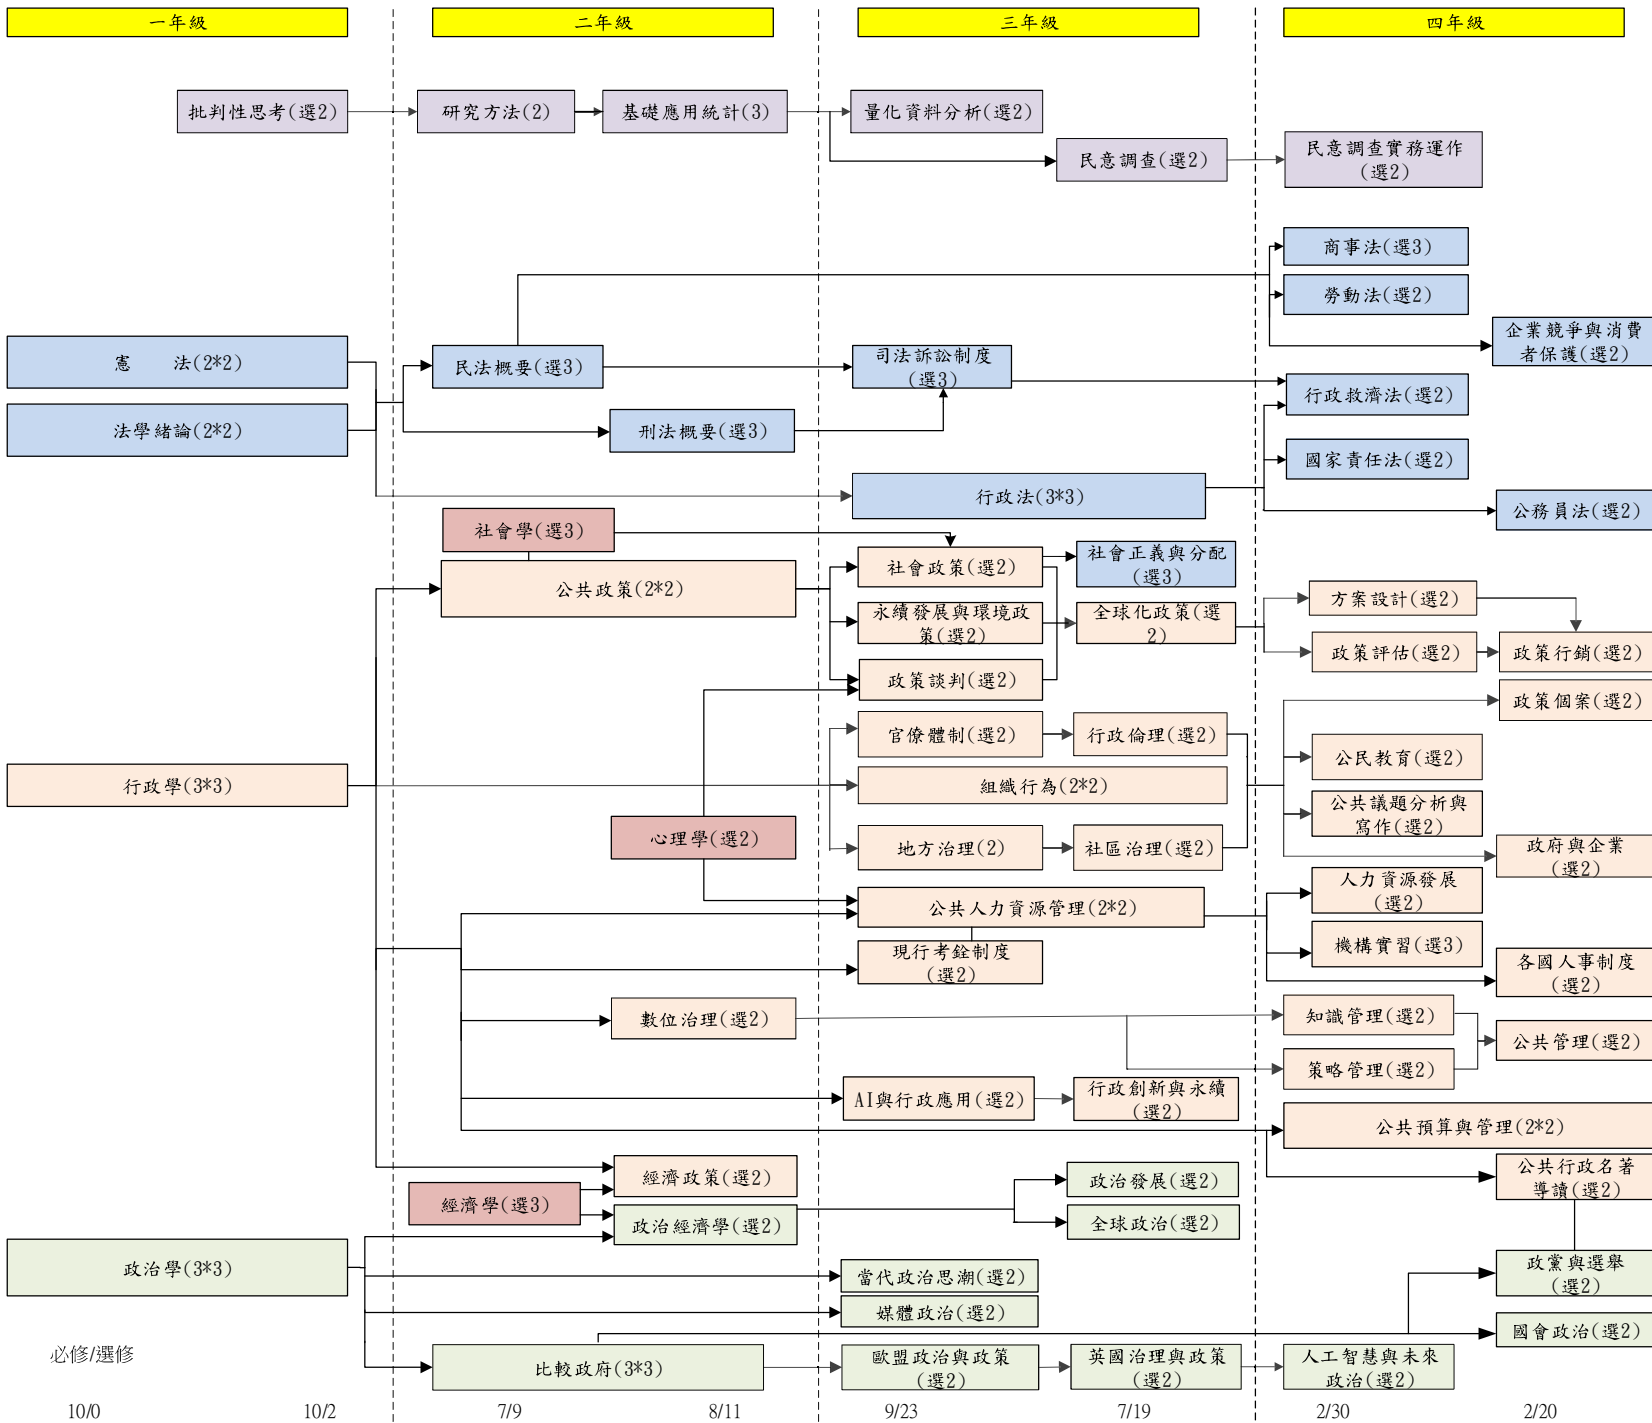 一年級
二年級
三年級
四年級
批判性思考(選2)
研究方法(2)
基礎應用統計(3)
量化資料分析(選2)
民意調查(選2)
民意調查實務運作
(選2)
商事法(選3)
勞動法(選2)
企業競爭與消費
者保護(選2)
憲　　法(2*2)
民法概要(選3)
司法訴訟制度
(選3)
行政救濟法(選2)
法學緒論(2*2)
刑法概要(選3)
國家責任法(選2)
行政法(3*3)
公務員法(選2)
社會學(選3)
社會政策(選2)
社會正義與分配
(選3)
公共政策(2*2)
方案設計(選2)
永續發展與環境政
策(選2)
全球化政策(選
2)
政策評估(選2)
政策行銷(選2)
政策談判(選2)
政策個案(選2)
官僚體制(選2)
行政倫理(選2)
公民教育(選2)
行政學(3*3)
組織行為(2*2)
公共議題分析與
寫作(選2)
心理學(選2)
地方治理(2)
社區治理(選2)
政府與企業
(選2)
人力資源發展
(選2)
公共人力資源管理(2*2)
機構實習(選3)
現行考銓制度
(選2)
各國人事制度
(選2)
數位治理(選2)
知識管理(選2)
公共管理(選2)
策略管理(選2)
AI與行政應用(選2)
行政創新與永續
(選2)
公共預算與管理(2*2)
經濟政策(選2)
政治發展(選2)
公共行政名著
導讀(選2)
經濟學(選3)
政治經濟學(選2)
全球政治(選2)
政治學(3*3)
當代政治思潮(選2)
政黨與選舉
(選2)
媒體政治(選2)
國會政治(選2)
必修/選修
比較政府(3*3)
歐盟政治與政策
(選2)
英國治理與政策
(選2)
人工智慧與未來
政治(選2)
10/0
10/2
7/9
8/11
9/23
7/19
2/30
2/20